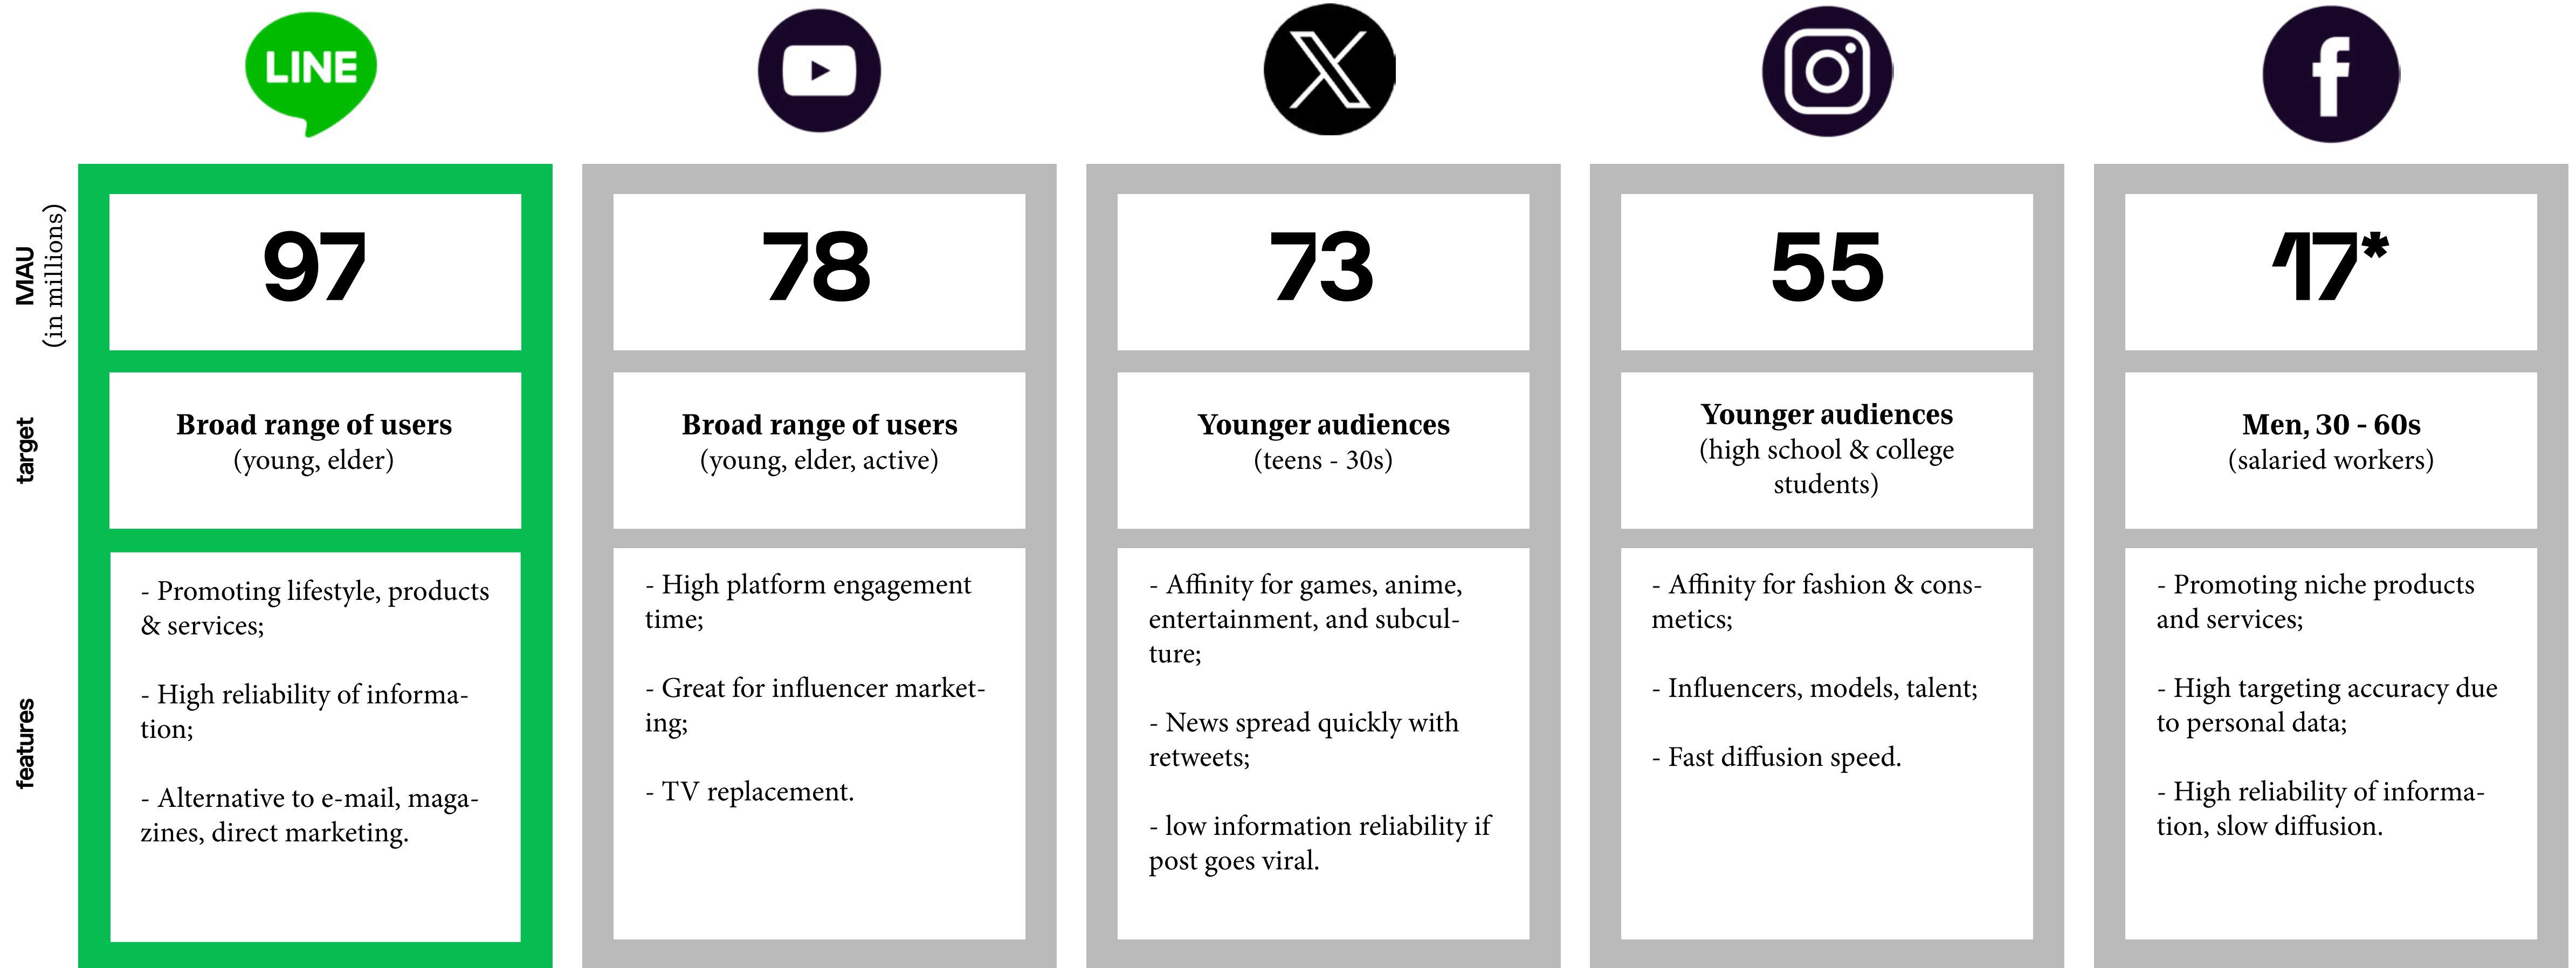 LINE
MAU
(in millions)
97
78
73
55
17*
target
Broad range of users
(young, elder)
Broad range of users
(young, elder, active)
Younger audiences
(teens - 30s)
Younger audiences
(high school & college
students)
Men, 30 - 60s
(salaried workers)
features
- Promoting lifestyle, products
& services;
- High reliability of informa-
tion;
- Alternative to e-mail, maga-
zines, direct marketing.
- High platform engagement
time;
- Great for influencer market-
ing;
- TV replacement.
- Affinity for games, anime,
entertainment, and subcul-
ture;
- News spread quickly with
retweets;
- low information reliability if
post goes viral.
- Affinity for fashion & cons-
metics;
- Influencers, models, talent;
- Fast diffusion speed.
- Promoting niche products
and services;
- High targeting accuracy due
to personal data;
- High reliability of informa-
tion, slow diffusion.